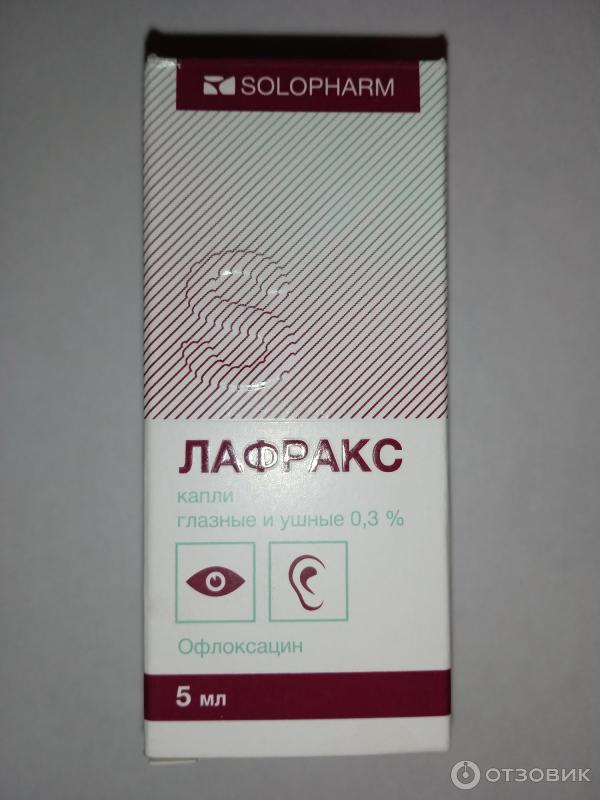 SOLOPHARM
ЛАФРАКС
капли
глазные и ушные 0,3 %
Офлоксацин
5 мл
ОТЗОВИК